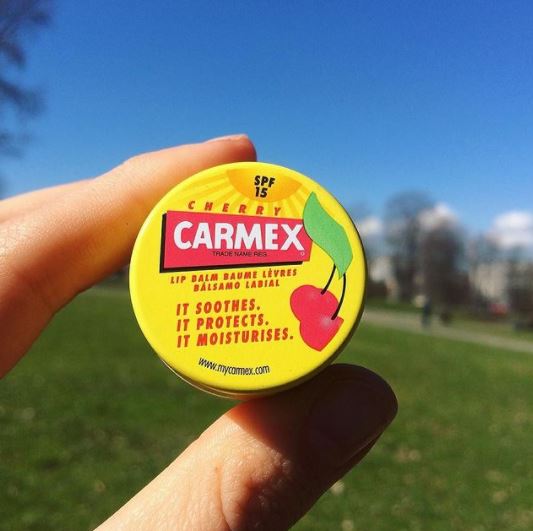 SPF
15
CHERRY
CARMEX
TRADE NAME REG.
LIP BALM BAUME LÈVRES
BÁLSAMO LABIAL
IT SOOTHES.
IT PROTECTS.
IT MOISTURISES.
www.mycarmex.com